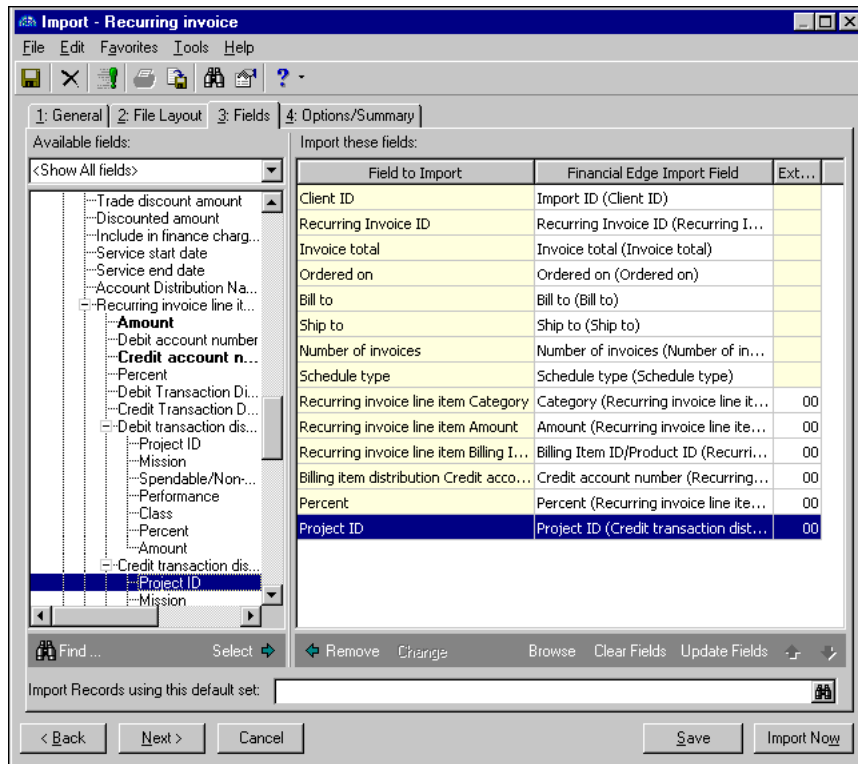 Import - Recurring invoice
File Edit Favorites Tools Help
1: General 2: File Layout 3: Fields 4: Options/Summary
Available fields:
<Show All fields>
Trade discount amount
Discounted amount
Include in finance charg...
Service start date
Service end date
Account Distribution Na...
Recurring invoice line it...
Amount
Debit account number
Credit account n...
Percent
Debit Transaction Di...
Credit Transaction D...
Debit transaction dis...
Project ID
Mission
Spendable/Non-...
Performance
Class
Percent
Amount
Credit transaction dis...
Project ID
Mission
Find ... Select
Import these fields:
Field to Import Financial Edge Import Field Ext...
Client ID Import ID (Client ID)
Recurring Invoice ID Recurring Invoice ID (Recurring I...
Invoice total Invoice total (Invoice total)
Ordered on Ordered on (Ordered on)
Bill to Bill to (Bill to)
Ship to Ship to (Ship to)
Number of invoices Number of invoices (Number of in...
Schedule type Schedule type (Schedule type)
Recurring invoice line item Category Category (Recurring invoice line it... 00
Recurring invoice line item Amount Amount (Recurring invoice line ite... 00
Recurring invoice line item Billing I... Billing Item ID/Product ID (Recurri... 00
Billing item distribution Credit acco... Credit account number (Recurring... 00
Percent Percent (Recurring invoice line ite... 00
Project ID Project ID (Credit transaction dist... 00
Remove Change Browse Clear Fields Update Fields
Import Records using this default set:
< Back Next > Cancel Save Import Now